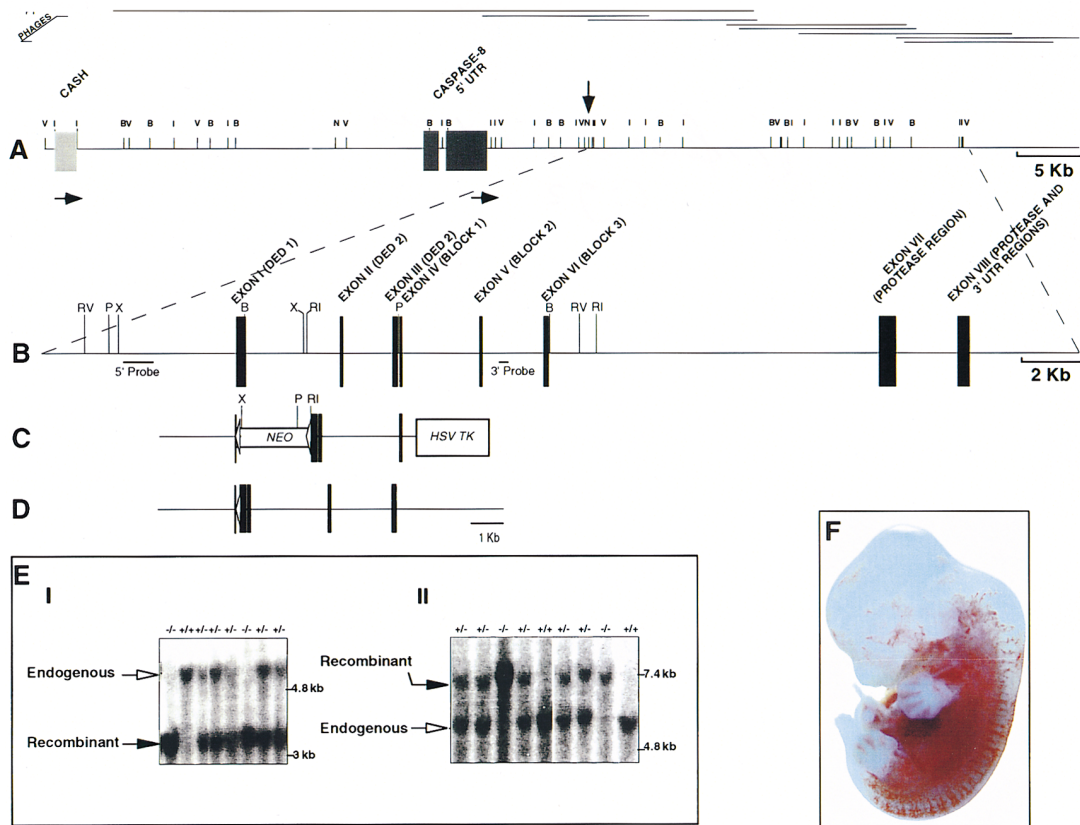 PHAGES
CASH
CASPASE-8
5' UTR
V I I BV B I V B I B N V B I B I I V I B B I V N II V I I B I BV B I I I I B V B I V B II V
A
5 Kb
EXON I (DED 1)
EXON II (DED 2)
EXON III (DED 2)
EXON IV (BLOCK 1)
EXON V (BLOCK 2)
EXON VI (BLOCK 3)
EXON VII
(PROTEASE REGION)
EXON VIII (PROTEASE AND
3' UTR REGIONS)
RV P X B X RI P B RV RI
B
5' Probe
3' Probe
2 Kb
X P RI
C
NEO
HSV TK
D
1 Kb
E
I
-/- +/+ +/- +/- +/- -/- +/- +/-
Endogenous
4.8 kb
Recombinant
3 kb
II
+/- +/- -/- +/- +/+ +/- +/- -/- +/+
Recombinant
7.4 kb
Endogenous
4.8 kb
F